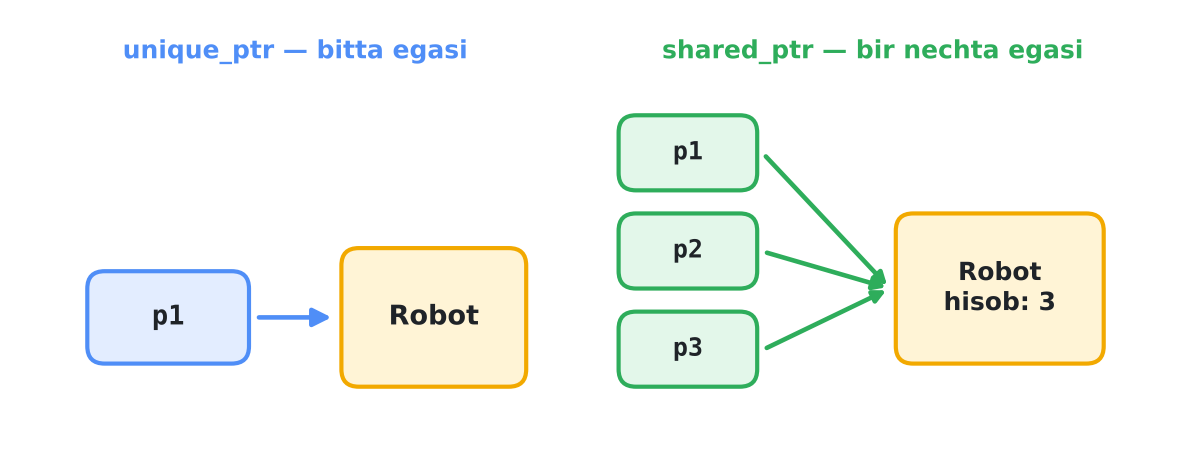 unique_ptr — bitta egasi
p1
Robot
shared_ptr — bir nechta egasi
p1
p2
p3
Robot
hisob: 3